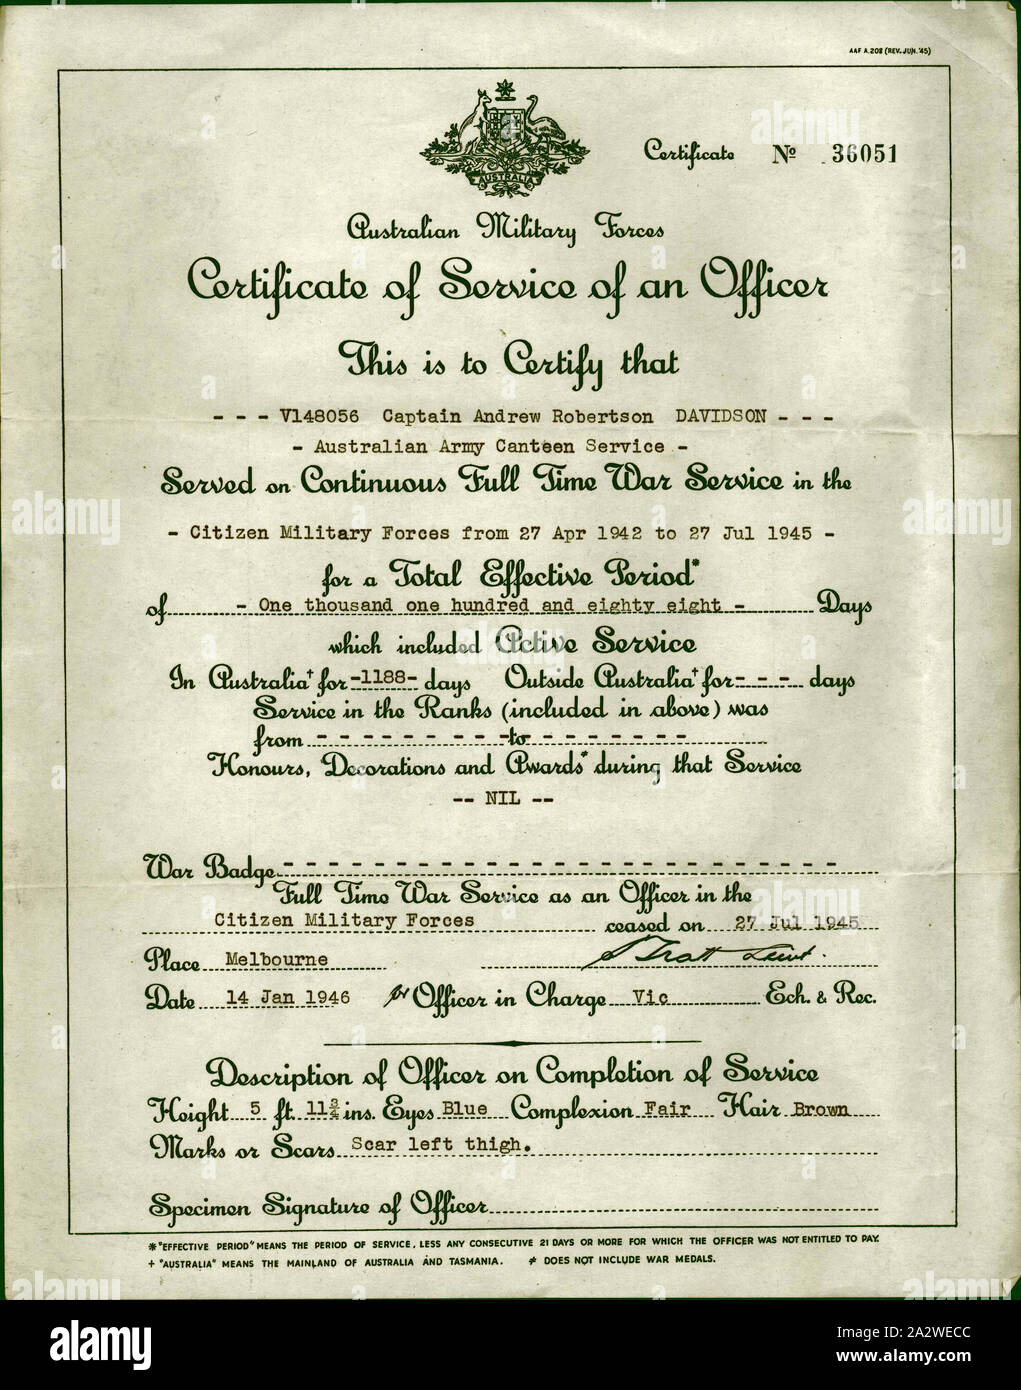 AAF A.208 (REV. JUN. '45)
AUSTRALIA
Certificate Nº 36051
Australian Military Forces
Certificate of Service of an Officer
This is to Certify that
- - - V148056 Captain Andrew Robertson DAVIDSON - - -
- Australian Army Canteen Service -
Served on Continuous Full Time War Service in the
- Citizen Military Forces from 27 Apr 1942 to 27 Jul 1945 -
for a Total Effective Period*
of - One thousand one hundred and eighty eight - Days
which included Active Service
In Australia† for -1188- days Outside Australia† for - - - days
Service in the Ranks (included in above) was
from - - - - - - - - - to - - - - - - -
Honours, Decorations and Awards≠ during that Service
-- NIL --
War Badge - - - - - - - - - - - - - - - - - - - - - - - - -
Full Time War Service as an Officer in the
Citizen Military Forces ceased on 27 Jul 1945
Place Melbourne
Date 14 Jan 1946 for Officer in Charge Vic Ech. & Rec.
Description of Officer on Completion of Service
Height 5 ft. 11¾ ins. Eyes Blue Complexion Fair Hair Brown
Marks or Scars Scar left thigh.
Specimen Signature of Officer
* "EFFECTIVE PERIOD" MEANS THE PERIOD OF SERVICE, LESS ANY CONSECUTIVE 21 DAYS OR MORE FOR WHICH THE OFFICER WAS NOT ENTITLED TO PAY.
+ "AUSTRALIA" MEANS THE MAINLAND OF AUSTRALIA AND TASMANIA. ≠ DOES NOT INCLUDE WAR MEDALS.
alamy
Image ID: 2A2WECC
www.alamy.com